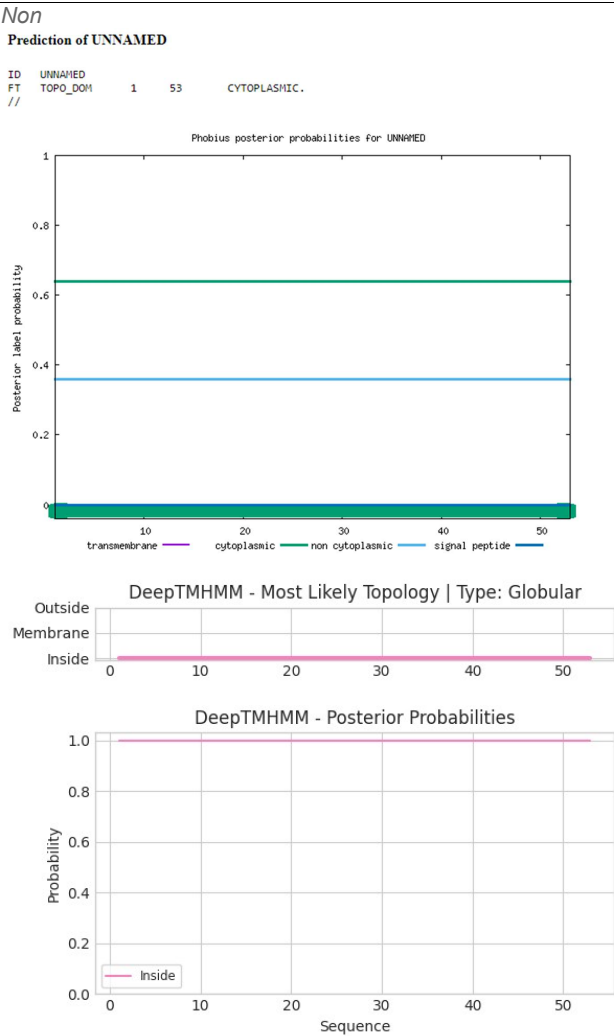 Non
Prediction of UNNAMED
ID UNNAMED
FT TOPO_DOM 1 53 CYTOPLASMIC.
//
Phobius posterior probabilities for UNNAMED
1
0.8
0.6
0.4
0.2
0
Posterior label probability
10 20 30 40 50
transmembrane cytoplasmic non cytoplasmic signal peptide
DeepTMHMM - Most Likely Topology | Type: Globular
Outside
Membrane
Inside
0 10 20 30 40 50
DeepTMHMM - Posterior Probabilities
1.0
0.8
0.6
0.4
0.2
0.0
Probability
Inside
0 10 20 30 40 50
Sequence